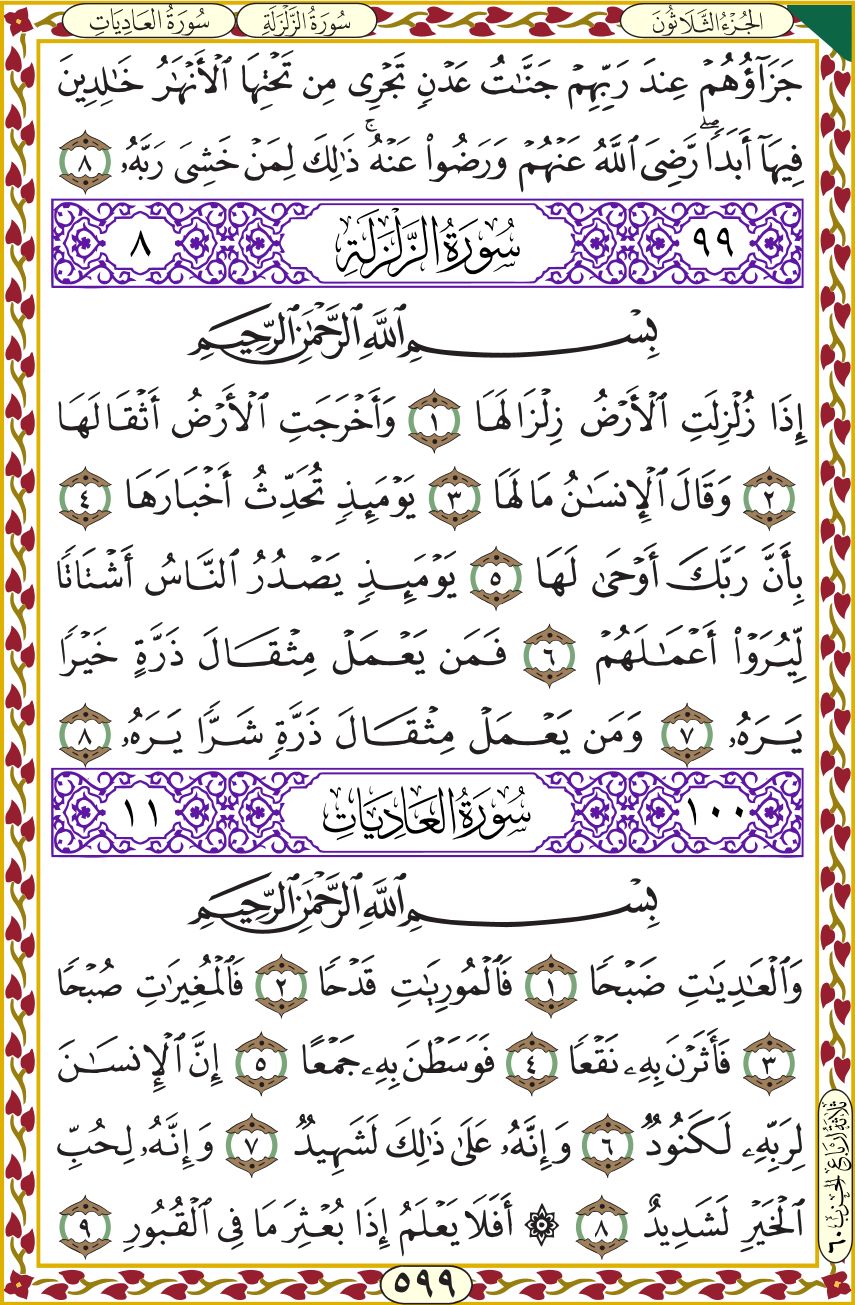 الجُزْءُ الثَّلَاثُونَ
سُورَةُ الزَّلْزَلَةِ
سُورَةُ العَادِيَاتِ
جَزَآؤُهُمْ عِندَ رَبِّهِمْ جَنَّـٰتُ عَدْنٍ تَجْرِى مِن تَحْتِهَا ٱلْأَنْهَـٰرُ خَـٰلِدِينَ
فِيهَآ أَبَدًا ۖ رَّضِىَ ٱللَّهُ عَنْهُمْ وَرَضُوا۟ عَنْهُ ۚ ذَٰلِكَ لِمَنْ خَشِىَ رَبَّهُۥ ٨
٩٩ سُورَةُ الزَّلْزَلَةِ ٨
بِسْمِ ٱللَّهِ ٱلرَّحْمَـٰنِ ٱلرَّحِيمِ
إِذَا زُلْزِلَتِ ٱلْأَرْضُ زِلْزَالَهَا ١ وَأَخْرَجَتِ ٱلْأَرْضُ أَثْقَالَهَا
٢ وَقَالَ ٱلْإِنسَـٰنُ مَا لَهَا ٣ يَوْمَئِذٍ تُحَدِّثُ أَخْبَارَهَا ٤
بِأَنَّ رَبَّكَ أَوْحَىٰ لَهَا ٥ يَوْمَئِذٍ يَصْدُرُ ٱلنَّاسُ أَشْتَاتًا
لِّيُرَوْا۟ أَعْمَـٰلَهُمْ ٦ فَمَن يَعْمَلْ مِثْقَالَ ذَرَّةٍ خَيْرًا
يَرَهُۥ ٧ وَمَن يَعْمَلْ مِثْقَالَ ذَرَّةٍ شَرًّا يَرَهُۥ ٨
١٠٠ سُورَةُ العَادِيَاتِ ١١
بِسْمِ ٱللَّهِ ٱلرَّحْمَـٰنِ ٱلرَّحِيمِ
وَٱلْعَـٰدِيَـٰتِ ضَبْحًا ١ فَٱلْمُورِيَـٰتِ قَدْحًا ٢ فَٱلْمُغِيرَٰتِ صُبْحًا
٣ فَأَثَرْنَ بِهِۦ نَقْعًا ٤ فَوَسَطْنَ بِهِۦ جَمْعًا ٥ إِنَّ ٱلْإِنسَـٰنَ
لِرَبِّهِۦ لَكَنُودٌ ٦ وَإِنَّهُۥ عَلَىٰ ذَٰلِكَ لَشَهِيدٌ ٧ وَإِنَّهُۥ لِحُبِّ
ٱلْخَيْرِ لَشَدِيدٌ ٨ ۞ أَفَلَا يَعْلَمُ إِذَا بُعْثِرَ مَا فِى ٱلْقُبُورِ ٩
ثلاثة أرباع الحزب ٦٠
٥٩٩